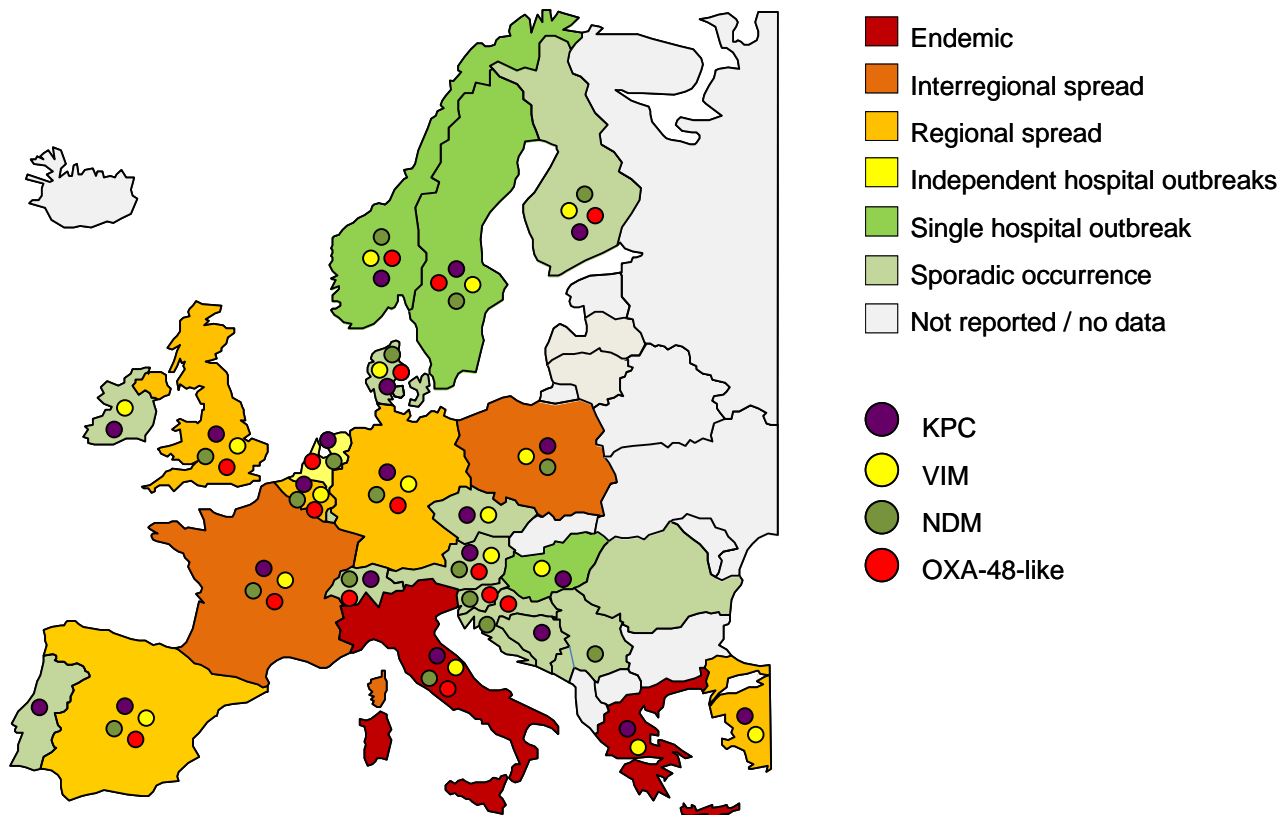 Endemic
Interregional spread
Regional spread
Independent hospital outbreaks
Single hospital outbreak
Sporadic occurrence
Not reported / no data
KPC
VIM
NDM
OXA-48-like